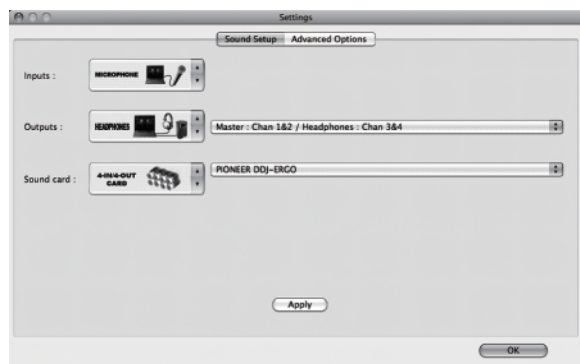 Settings
Sound Setup Advanced Options
Inputs : MICROPHONE
Outputs : HEADPHONES Master : Chan 1&2 / Headphones : Chan 3&4
Sound card : 4-IN/4-OUT CARD PIONEER DDJ-ERGO
Apply
OK